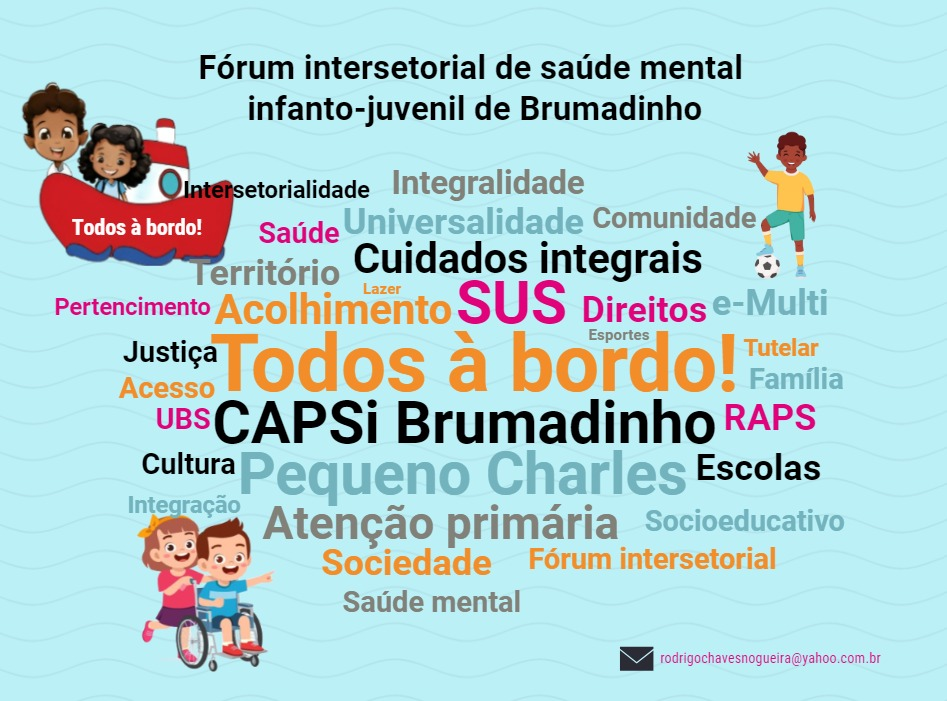 Fórum intersetorial de saúde mental
infanto-juvenil de Brumadinho
Todos à bordo!
Intersetorialidade
Integralidade
Saúde
Universalidade
Comunidade
Território
Cuidados integrais
Lazer
Pertencimento
Acolhimento
SUS
Direitos
e-Multi
Esportes
Justiça
Todos à bordo!
Tutelar
Acesso
Família
UBS
CAPSi Brumadinho
RAPS
Cultura
Pequeno Charles
Escolas
Integração
Atenção primária
Socioeducativo
Sociedade
Fórum intersetorial
Saúde mental
rodrigochavesnogueira@yahoo.com.br